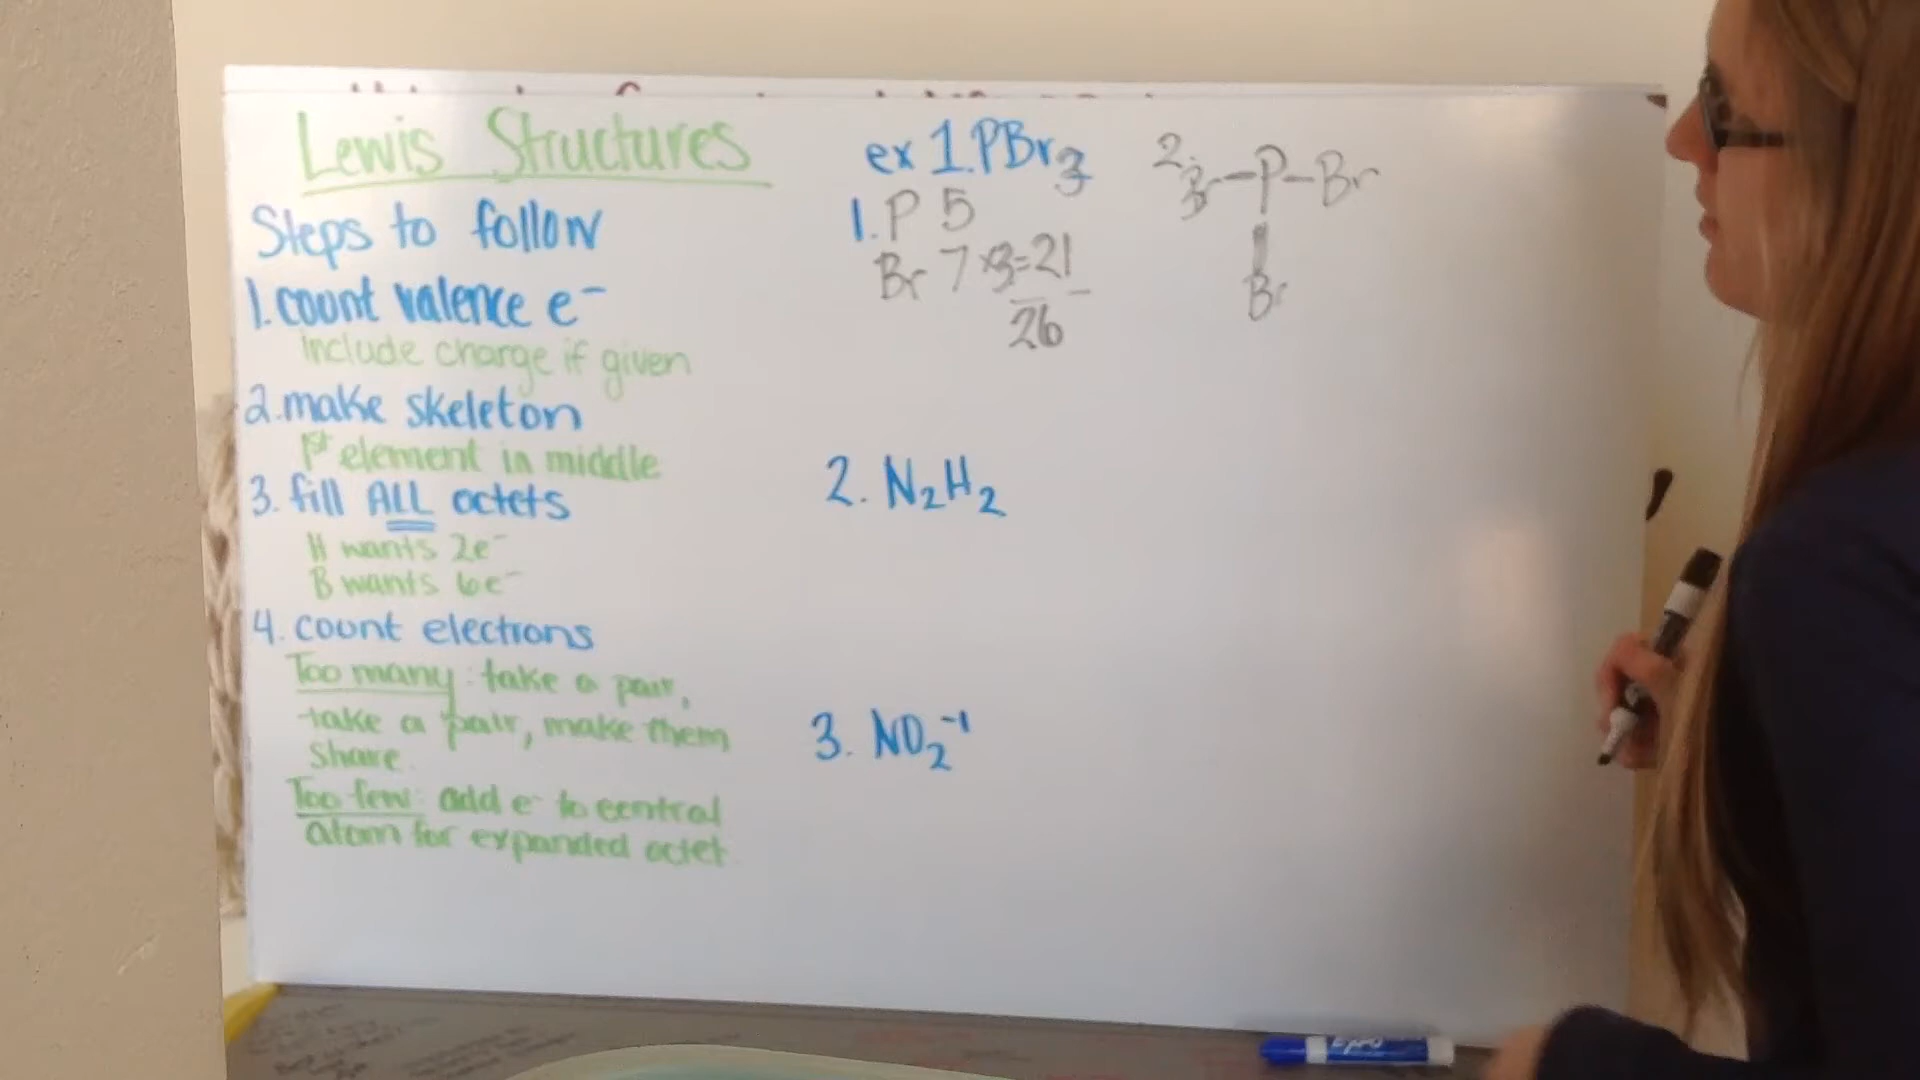 Lewis Structures
Steps to follow
1. count valence e⁻
include charge if given
2. make skeleton
1st element in middle
3. fill ALL octets
H wants 2e⁻
B wants 6e⁻
4. count electrons
Too many: take a pair,
take a pair, make them
share.
Too few: add e⁻ to central
atom for expanded octet
ex 1. PBr₃
1. P 5
Br 7 ×3=21
26
2.
Br-P-Br
Br
2. N₂H₂
3. NO₂⁻¹
EXPO